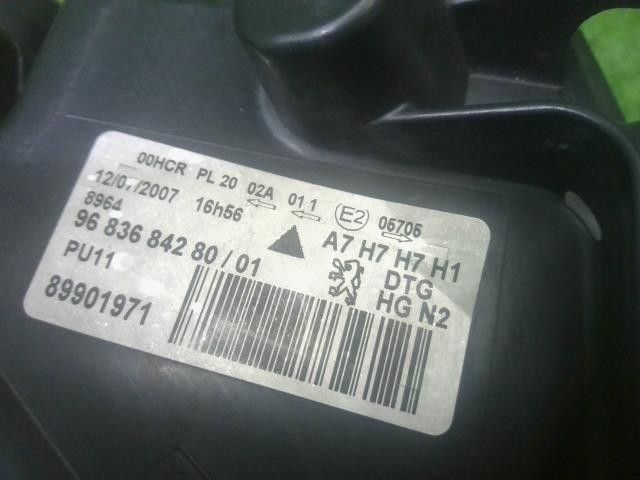 00HCR PL 20 02A 01 1 E2 05705
12/07/2007 16h56
8964 A7 H7 H7 H1
96 836 842 80 / 01 DTG
PU11 HG N2
89901971